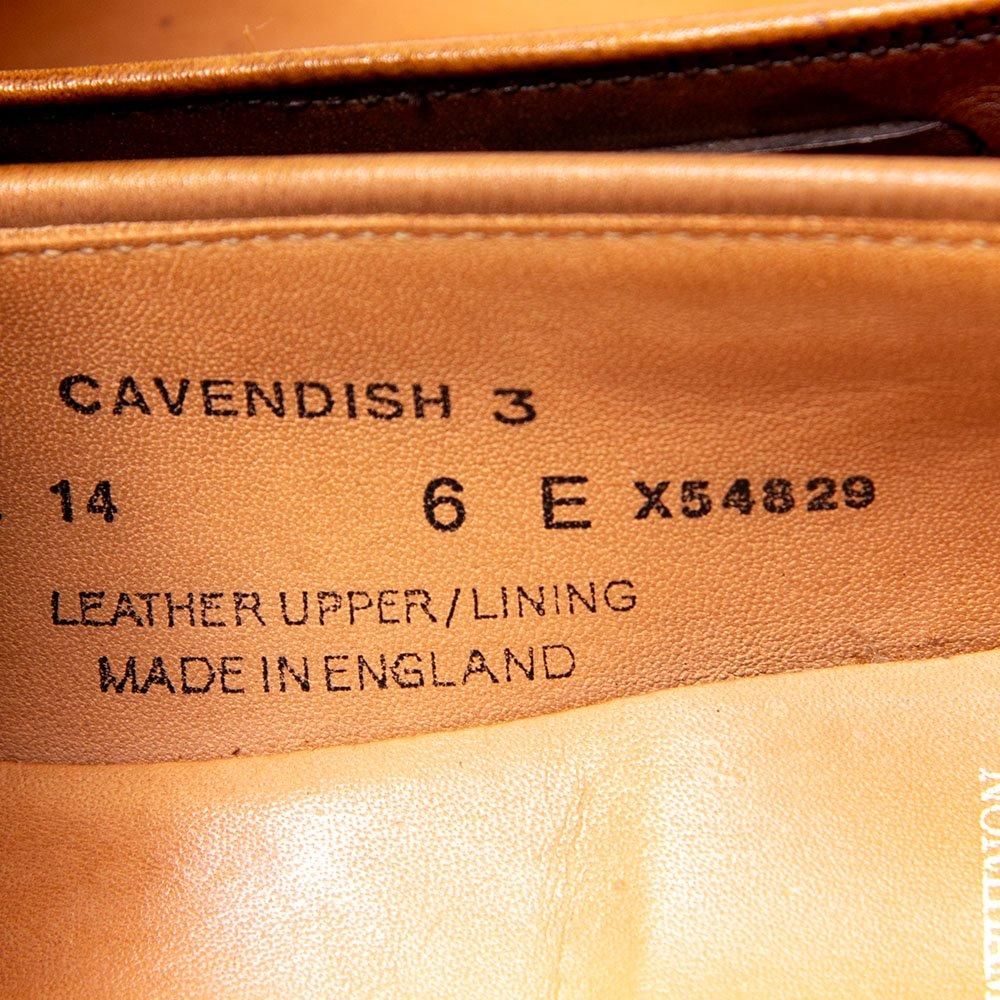 CAVENDISH 3
14 6 E X54829
LEATHER UPPER/LINING
MADE IN ENGLAND